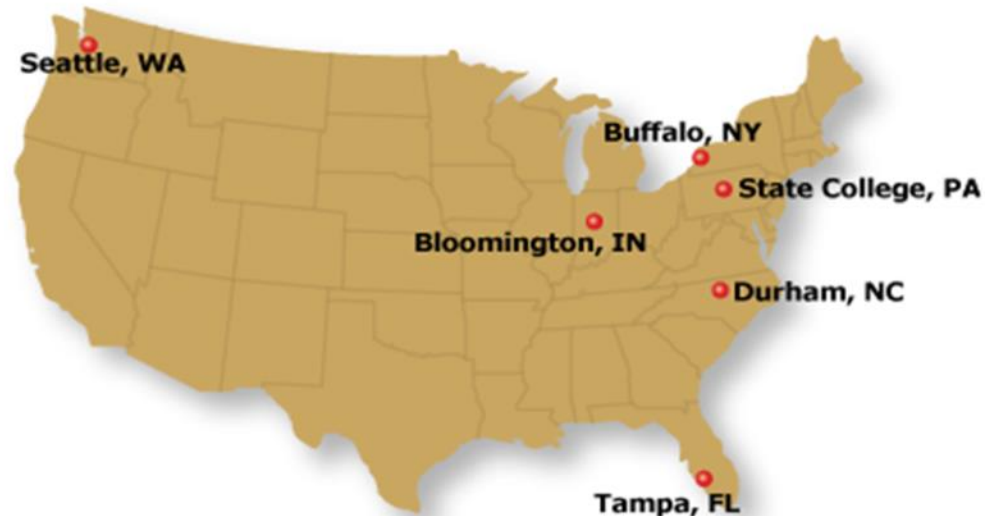 Seattle, WA
Buffalo, NY
State College, PA
Bloomington, IN
Durham, NC
Tampa, FL